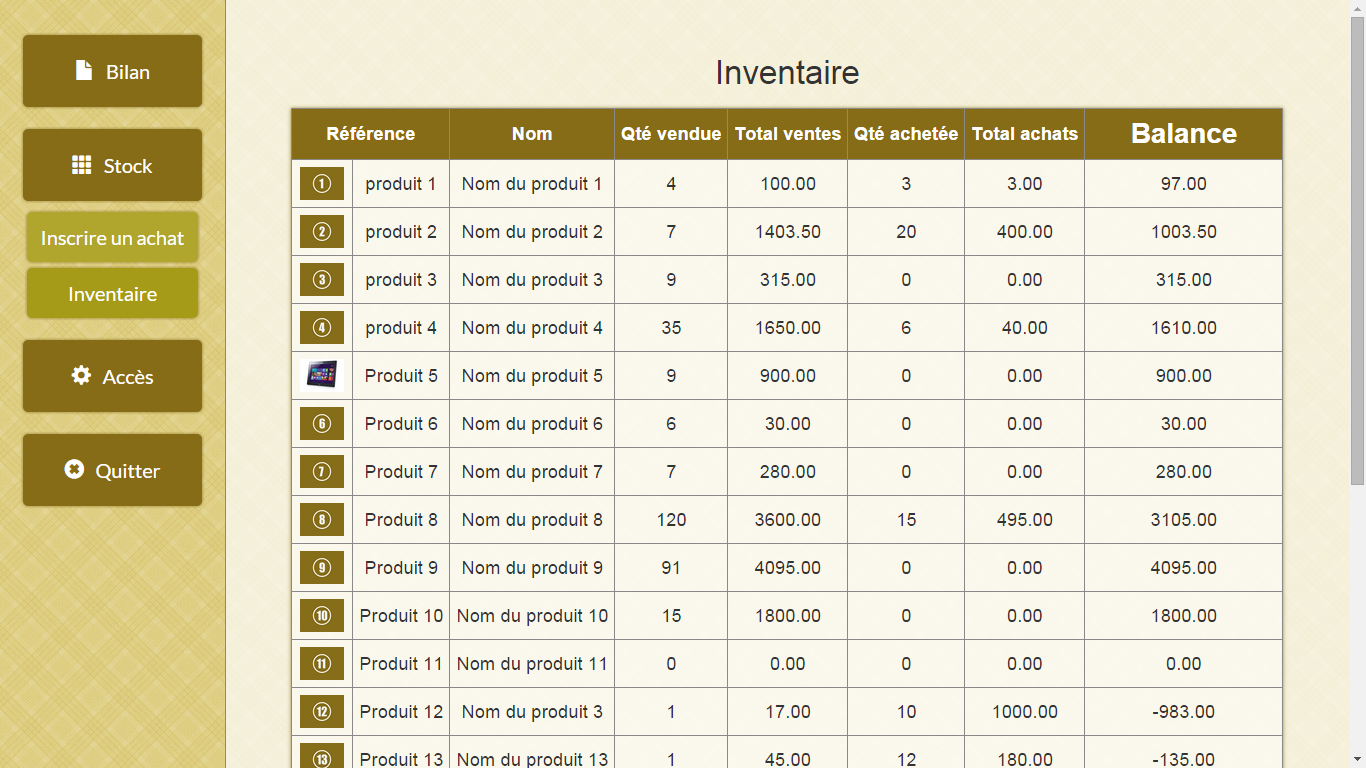 Bilan
Stock
Inscrire un achat
Inventaire
Accès
Quitter
Inventaire
Référence Nom Qté vendue Total ventes Qté achetée Total achats Balance
1 produit 1 Nom du produit 1 4 100.00 3 3.00 97.00
2 produit 2 Nom du produit 2 7 1403.50 20 400.00 1003.50
3 produit 3 Nom du produit 3 9 315.00 0 0.00 315.00
4 produit 4 Nom du produit 4 35 1650.00 6 40.00 1610.00
Produit 5 Nom du produit 5 9 900.00 0 0.00 900.00
6 Produit 6 Nom du produit 6 6 30.00 0 0.00 30.00
7 Produit 7 Nom du produit 7 7 280.00 0 0.00 280.00
8 Produit 8 Nom du produit 8 120 3600.00 15 495.00 3105.00
9 Produit 9 Nom du produit 9 91 4095.00 0 0.00 4095.00
10 Produit 10 Nom du produit 10 15 1800.00 0 0.00 1800.00
11 Produit 11 Nom du produit 11 0 0.00 0 0.00 0.00
12 Produit 12 Nom du produit 3 1 17.00 10 1000.00 -983.00
13 Produit 13 Nom du produit 13 1 45.00 12 180.00 -135.00